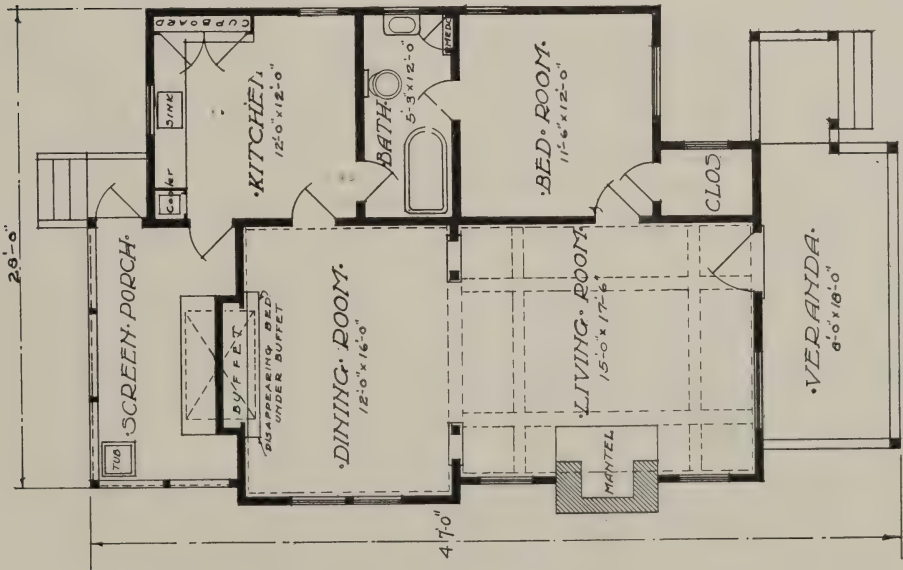 28'-0"
CUPBOARD
SCREEN·PORCH·
TUB
Cooler
SINK
·KITCHEN
12'-0"x12'-0"
·BATH·
5'-3"x12'-0"
MEDC
BUFFET
DISAPPEARING BED
UNDER BUFFET
·DINING·ROOM·
12'-0"x16'-0"
·BED·ROOM·
11'-6"x12'-0"
·LIVING·ROOM·
15'-0"x17'-6"
MANTEL
CLOS
·VERANDA·
8'-0"x18'-0"
47'-0"